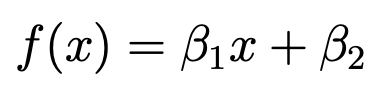 f(x) = β₁x + β₂